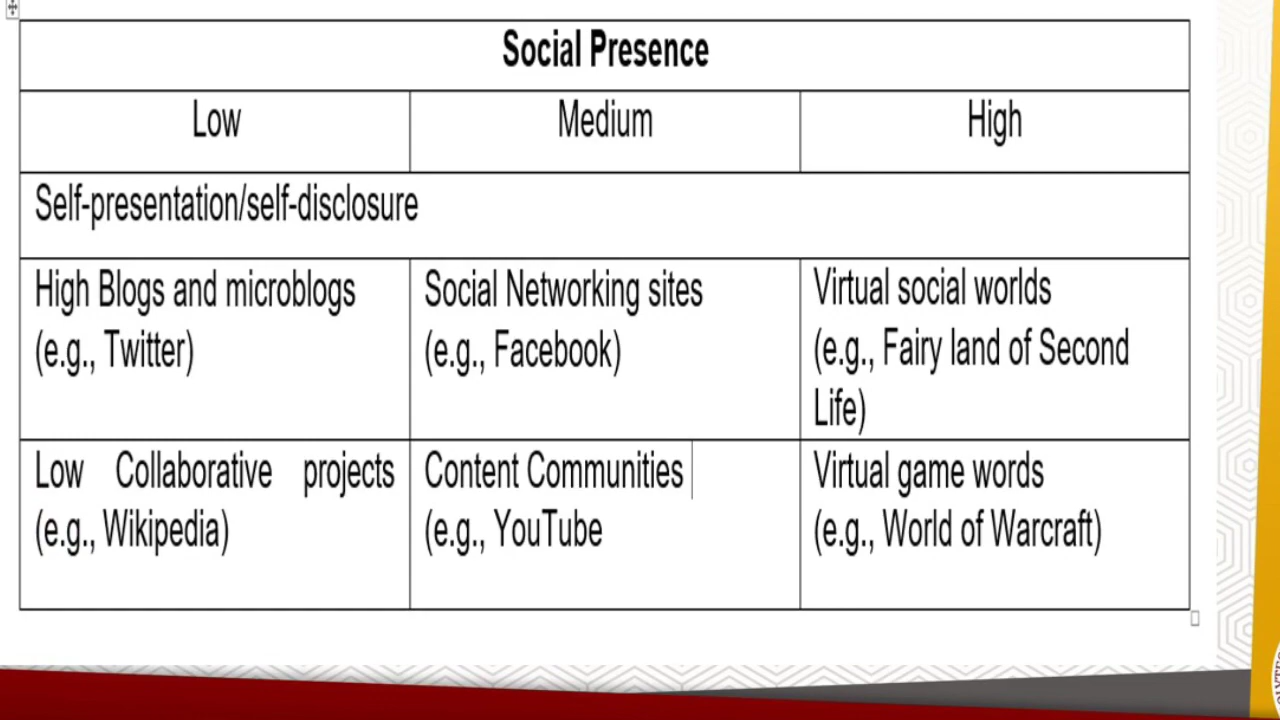 Social Presence
Low
Medium
High
Self-presentation/self-disclosure
High Blogs and microblogs
(e.g., Twitter)
Social Networking sites
(e.g., Facebook)
Virtual social worlds
(e.g., Fairy land of Second
Life)
Low Collaborative projects
(e.g., Wikipedia)
Content Communities
(e.g., YouTube
Virtual game words
(e.g., World of Warcraft)